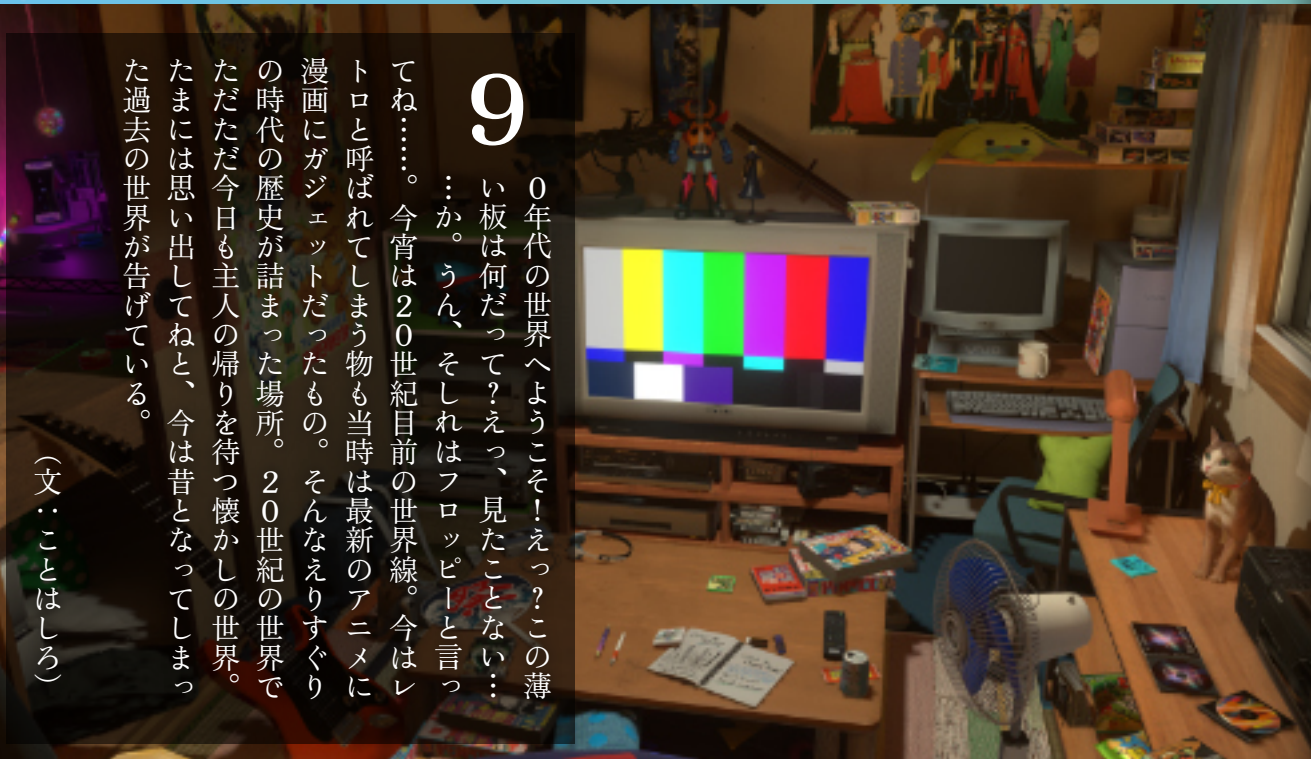 90年代の世界へようこそ！えっ？この薄
い板は何だって？えっ、見たことない…
…か。うん、そしれはフロッピーと言っ
てね……。今宵は20世紀目前の世界線。今はレ
トロと呼ばれてしまう物も当時は最新のアニメに
漫画にガジェットだったもの。そんなえりすぐり
の時代の歴史が詰まった場所。20世紀の世界で
ただただ今日も主人の帰りを待つ懐かしの世界。
たまには思い出してねと、今は昔となってしまっ
た過去の世界が告げている。
（文：ことはしろ）